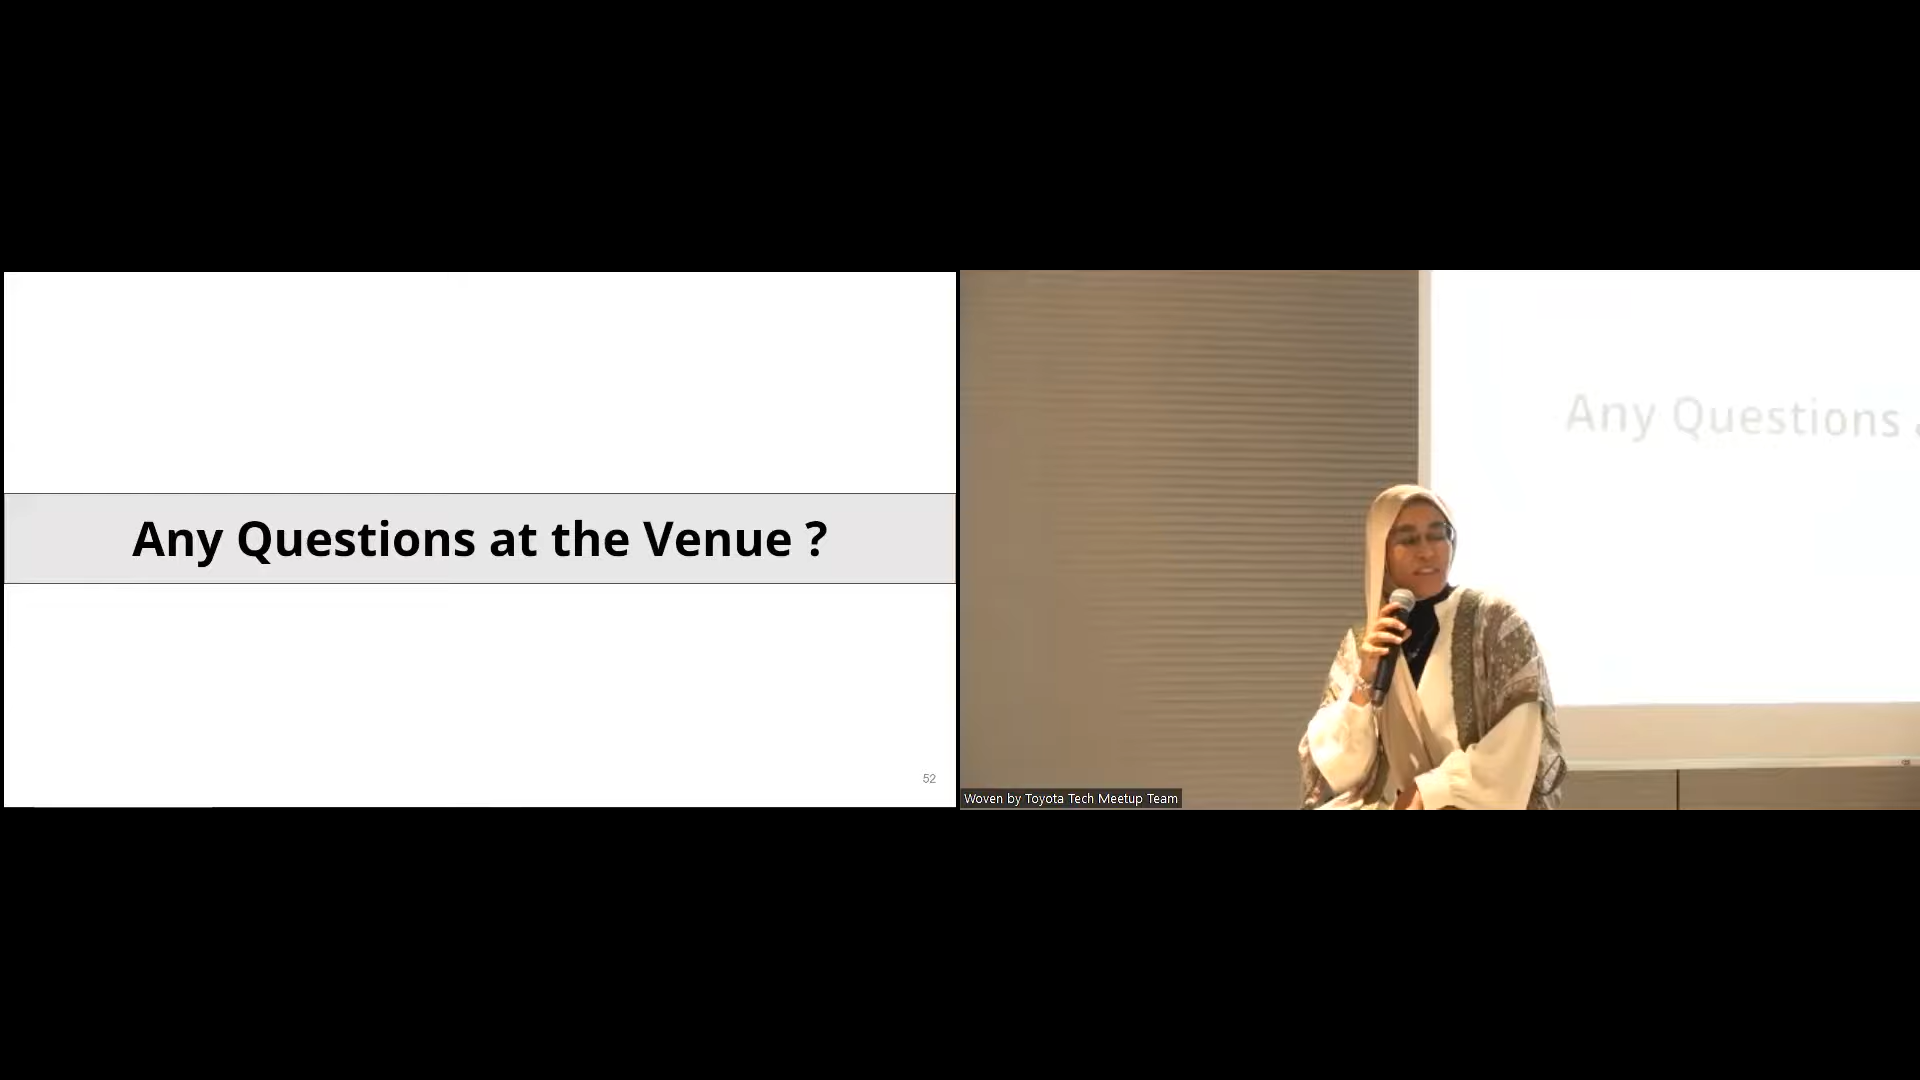 Any Questions at the Venue ?
52
Any Questions
Woven by Toyota Tech Meetup Team